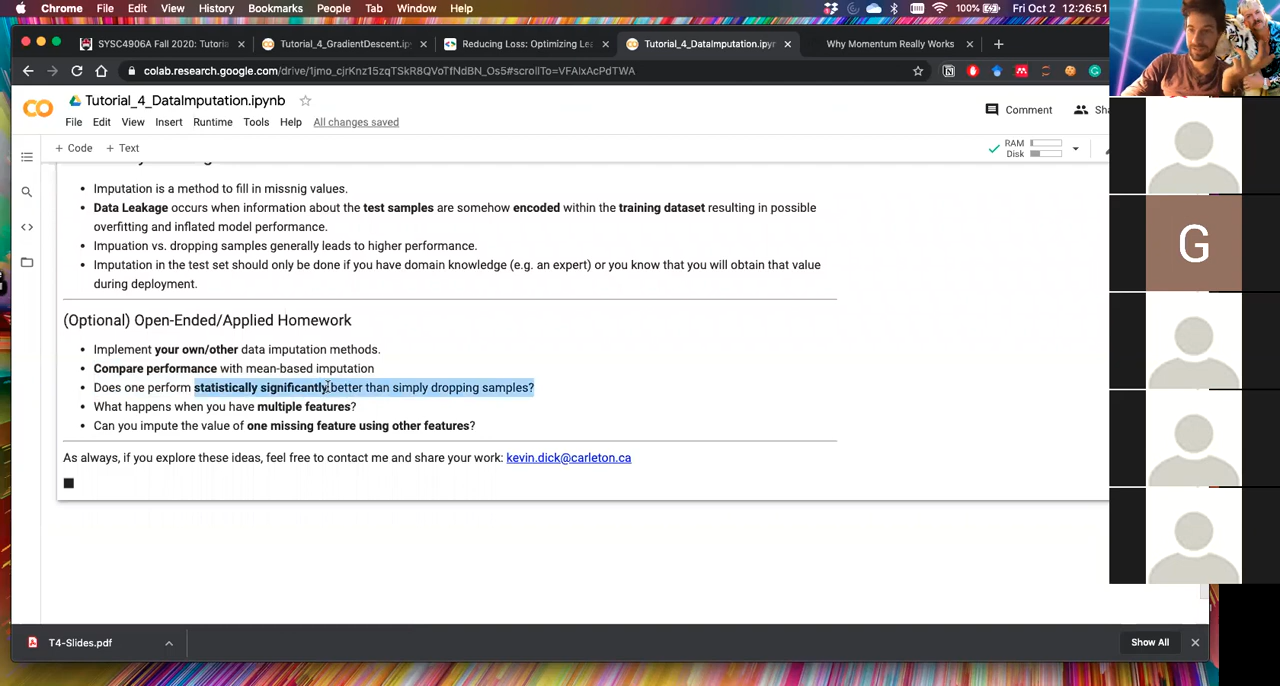 Chrome File Edit View History Bookmarks People Tab Window Help 100% Fri Oct 2 12:26:51
SYSC4906A Fall 2020: Tutoria Tutorial_4_GradientDescent.ip Reducing Loss: Optimizing Le Tutorial_4_DataImputation.ipyn Why Momentum Really Works
colab.research.google.com/drive/1jmo_cjrKnz15zqTSkR8QVoTfNdBN_Os5#scrollTo=VFAlxAcPdTWA
Tutorial_4_DataImputation.ipynb
Comment
File Edit View Insert Runtime Tools Help All changes saved
+ Code + Text
RAM
Disk
• Imputation is a method to fill in missnig values.
• Data Leakage occurs when information about the test samples are somehow encoded within the training dataset resulting in possible
overfitting and inflated model performance.
• Impuation vs. dropping samples generally leads to higher performance.
• Imputation in the test set should only be done if you have domain knowledge (e.g. an expert) or you know that you will obtain that value
during deployment.
(Optional) Open-Ended/Applied Homework
• Implement your own/other data imputation methods.
• Compare performance with mean-based imputation
• Does one perform statistically significantly better than simply dropping samples?
• What happens when you have multiple features?
• Can you impute the value of one missing feature using other features?
As always, if you explore these ideas, feel free to contact me and share your work: kevin.dick@carleton.ca
G
T4-Slides.pdf
Show All